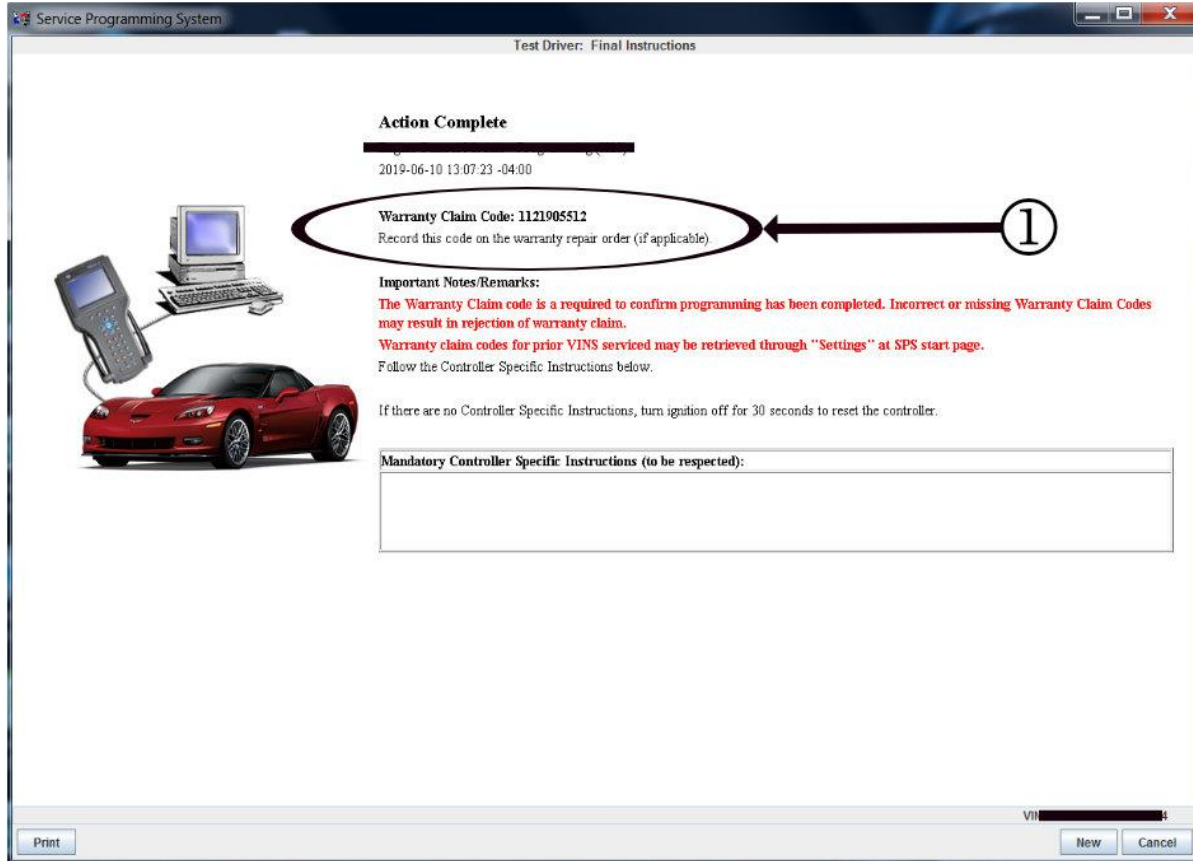 Service Programming System
Test Driver: Final Instructions
Action Complete
2019-06-10 13:07:23 -04:00
Warranty Claim Code: 1121905512
Record this code on the warranty repair order (if applicable).
①
Important Notes/Remarks:
The Warranty Claim code is a required to confirm programming has been completed. Incorrect or missing Warranty Claim Codes
may result in rejection of warranty claim.
Warranty claim codes for prior VINS serviced may be retrieved through "Settings" at SPS start page.
Follow the Controller Specific Instructions below.
If there are no Controller Specific Instructions, turn ignition off for 30 seconds to reset the controller.
Mandatory Controller Specific Instructions (to be respected):
4
Print
New
Cancel